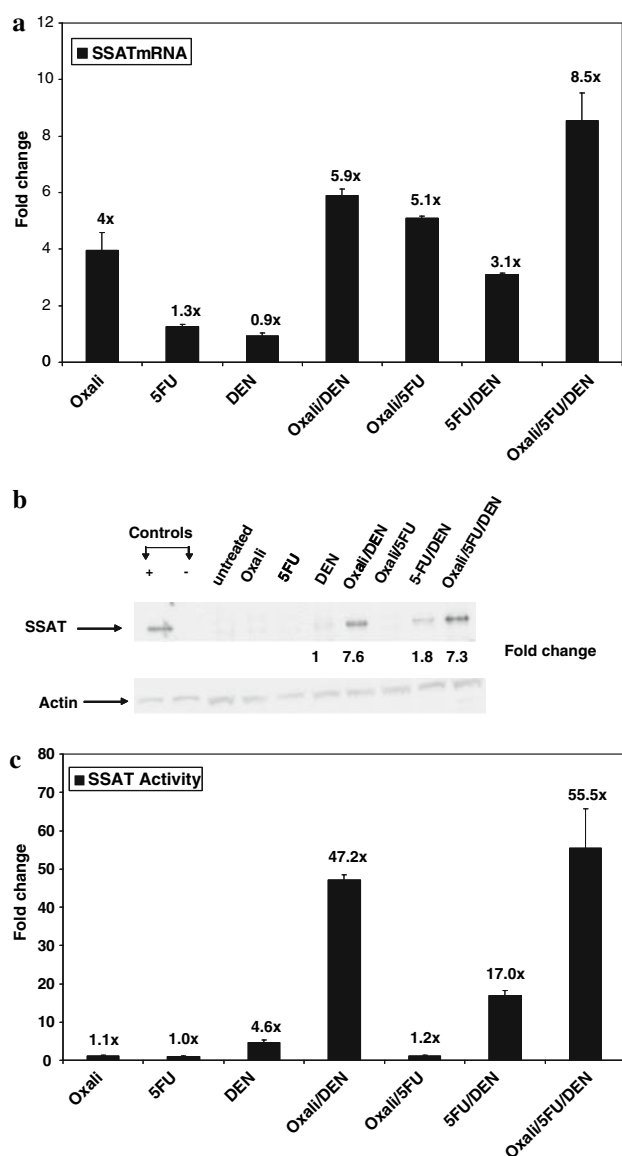 a
SSATmRNA
Fold change
12
10
8
6
4
2
0
4x
1.3x
0.9x
5.9x
5.1x
3.1x
8.5x
Oxali
5FU
DEN
Oxali/DEN
Oxali/5FU
5FU/DEN
Oxali/5FU/DEN
b
Controls
+ -
untreated
Oxali
5FU
DEN
Oxali/DEN
Oxali/5FU
5-FU/DEN
Oxali/5FU/DEN
SSAT
1 7.6 1.8 7.3 Fold change
Actin
c
SSAT Activity
Fold change
80
70
60
50
40
30
20
10
0
1.1x
1.0x
4.6x
47.2x
1.2x
17.0x
55.5x
Oxali
5FU
DEN
Oxali/DEN
Oxali/5FU
5FU/DEN
Oxali/5FU/DEN